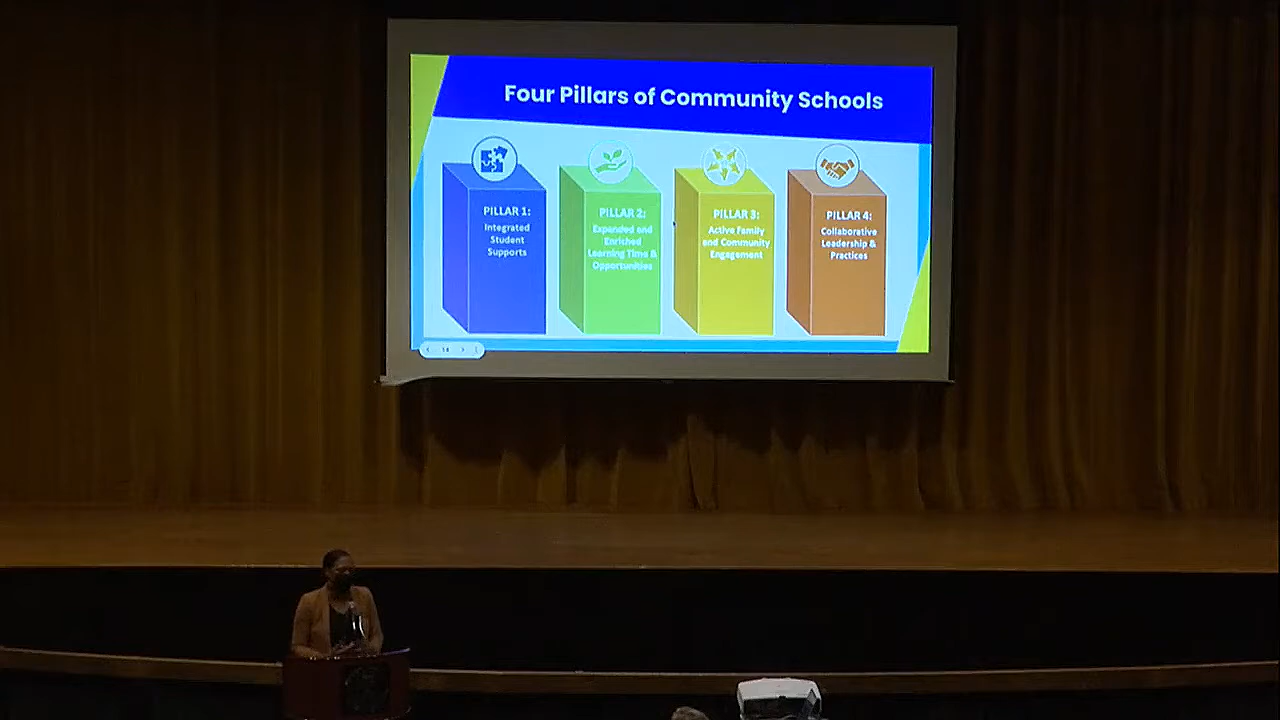 Four Pillars of Community Schools
PILLAR 1:
Integrated
Student
Supports
PILLAR 2:
Expanded and
Enriched
Learning Time &
Opportunities
PILLAR 3:
Active Family
and Community
Engagement
PILLAR 4:
Collaborative
Leadership &
Practices